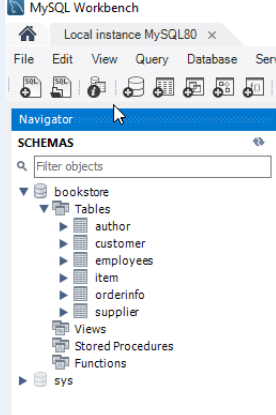 MySQL Workbench
Local instance MySQL80
File Edit View Query Database Serv
SQL SQL
Navigator
SCHEMAS
Filter objects
bookstore
Tables
author
customer
employees
item
orderinfo
supplier
Views
Stored Procedures
Functions
sys